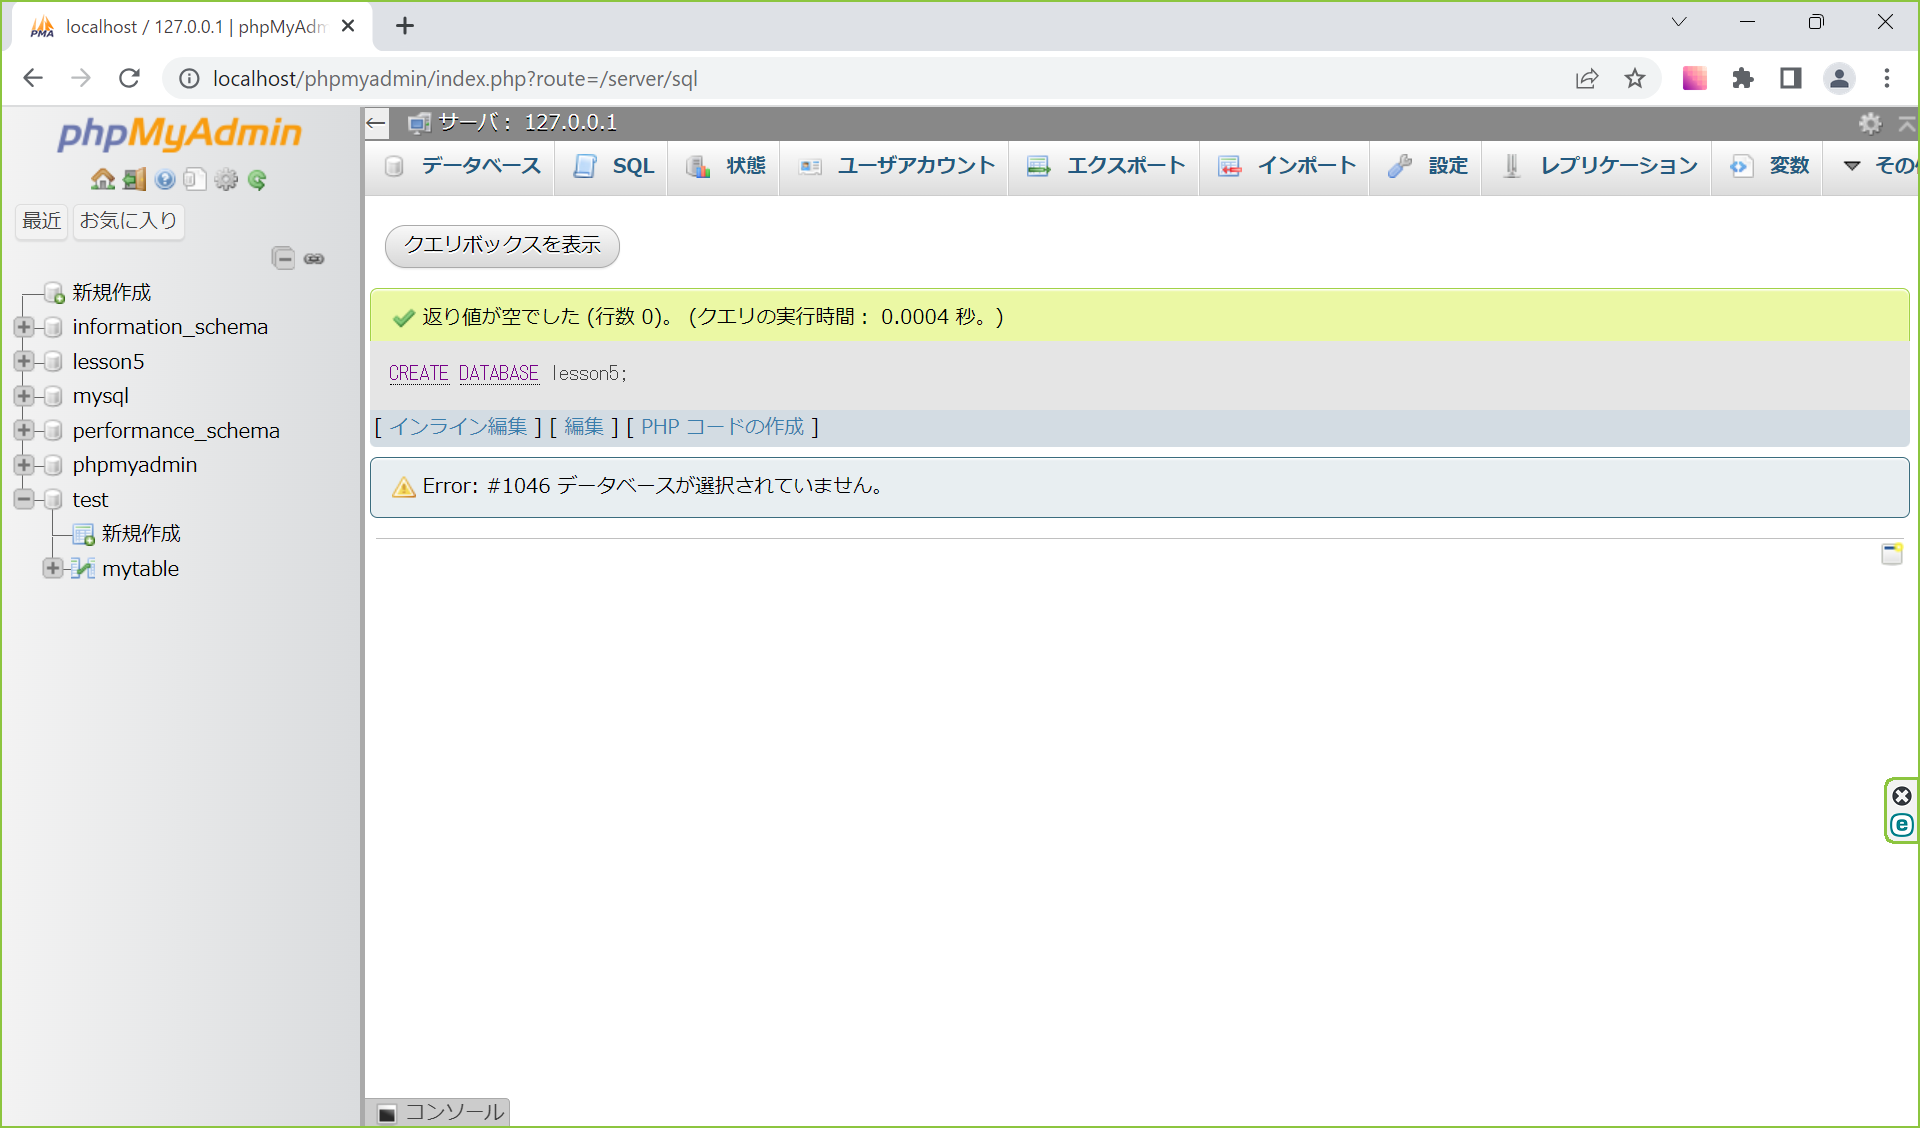 localhost / 127.0.0.1 | phpMyAdm
localhost/phpmyadmin/index.php?route=/server/sql
phpMyAdmin
最近 お気に入り
新規作成
information_schema
lesson5
mysql
performance_schema
phpmyadmin
test
新規作成
mytable
サーバ： 127.0.0.1
データベース SQL 状態 ユーザアカウント エクスポート インポート 設定 レプリケーション 変数
クエリボックスを表示
返り値が空でした (行数 0)。 (クエリの実行時間： 0.0004 秒。)
CREATE DATABASE lesson5;
[ インライン編集 ] [ 編集 ] [ PHP コードの作成 ]
Error: #1046 データベースが選択されていません。
コンソール